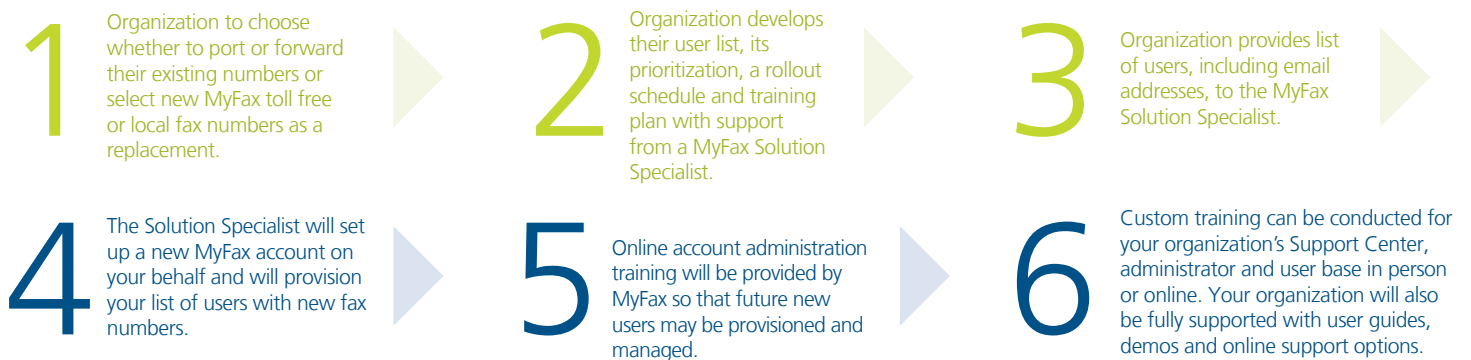 1
Organization to choose
whether to port or forward
their existing numbers or
select new MyFax toll free
or local fax numbers as a
replacement.
2
Organization develops
their user list, its
prioritization, a rollout
schedule and training
plan with support
from a MyFax Solution
Specialist.
3
Organization provides list
of users, including email
addresses, to the MyFax
Solution Specialist.
4
The Solution Specialist will set
up a new MyFax account on
your behalf and will provision
your list of users with new fax
numbers.
5
Online account administration
training will be provided by
MyFax so that future new
users may be provisioned and
managed.
6
Custom training can be conducted for
your organization’s Support Center,
administrator and user base in person
or online. Your organization will also
be fully supported with user guides,
demos and online support options.